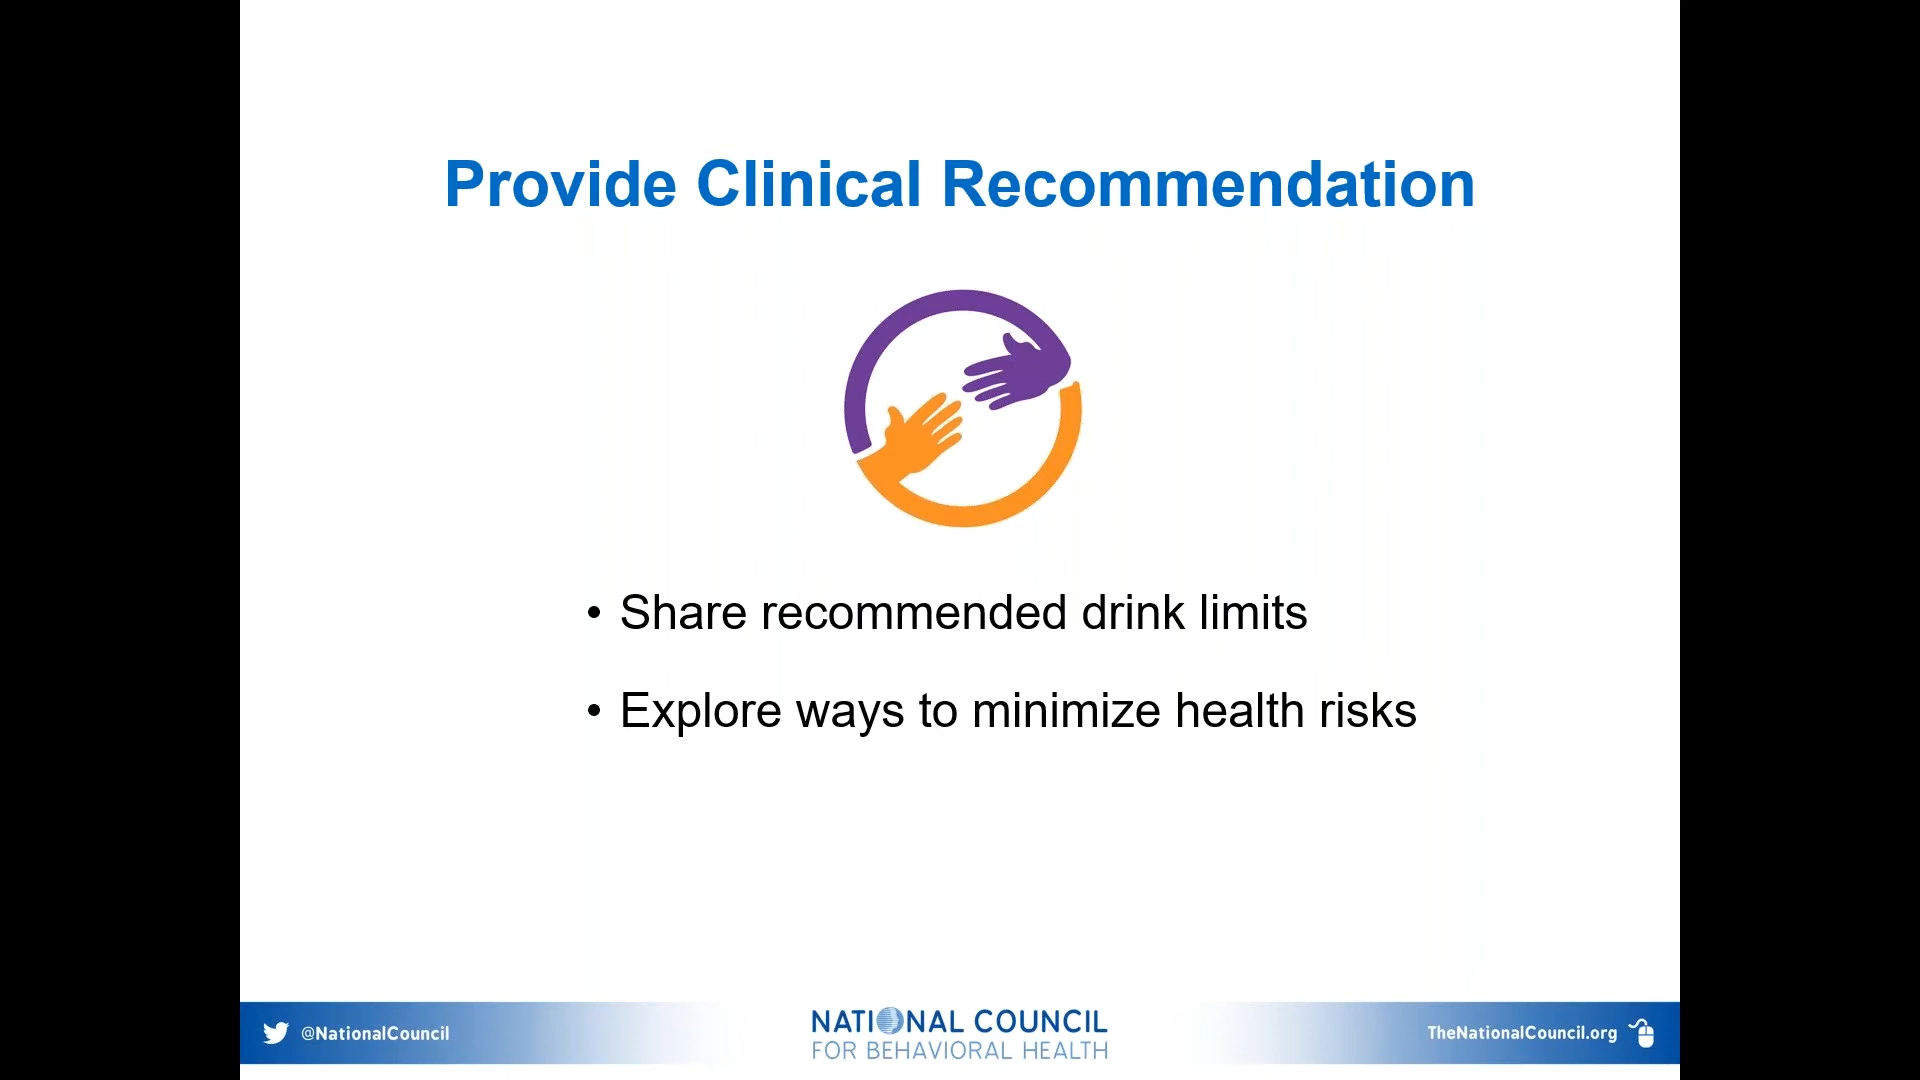 Provide Clinical Recommendation
• Share recommended drink limits
• Explore ways to minimize health risks
@NationalCouncil
NATIONAL COUNCIL
FOR BEHAVIORAL HEALTH
TheNationalCouncil.org